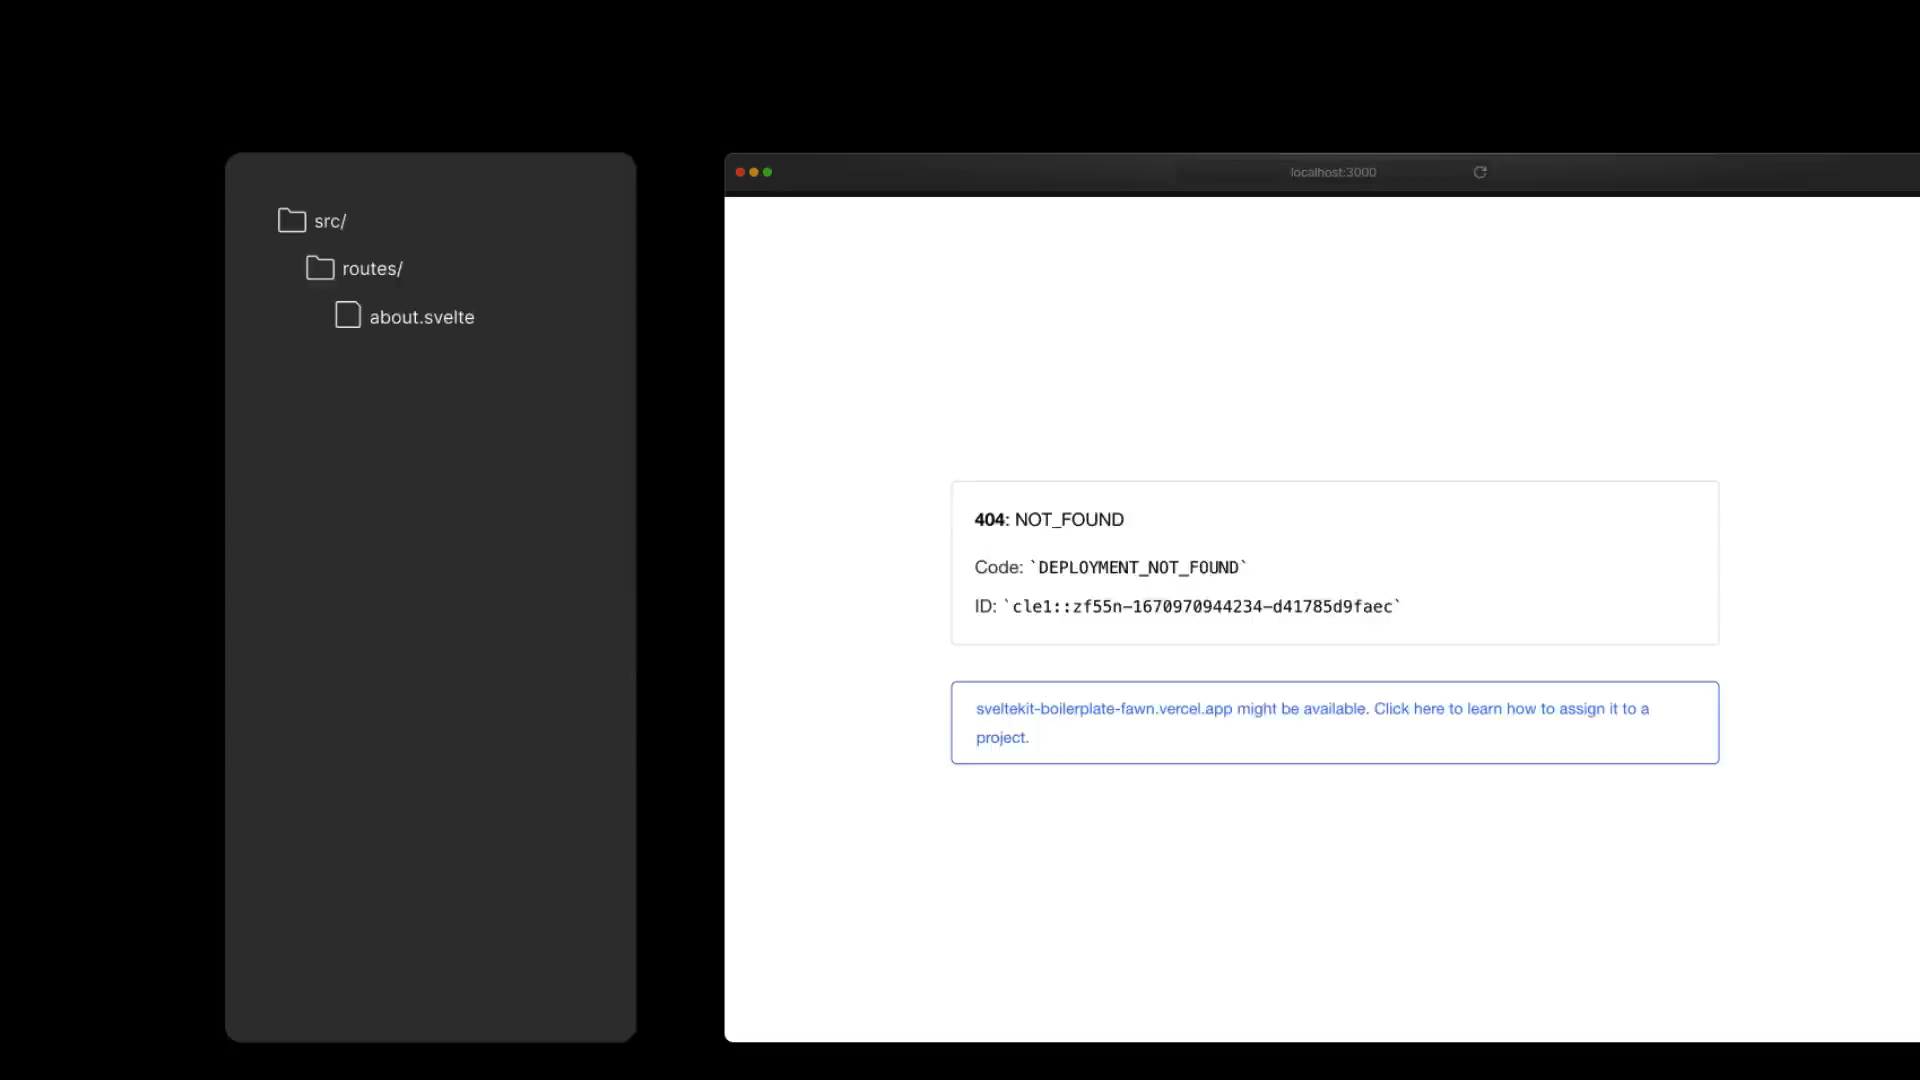 src/
routes/
about.svelte
localhost:3000
404: NOT_FOUND
Code: `DEPLOYMENT_NOT_FOUND`
ID: `cle1::zf55n-1670970944234-d41785d9faec`
sveltekit-boilerplate-fawn.vercel.app might be available. Click here to learn how to assign it to a
project.